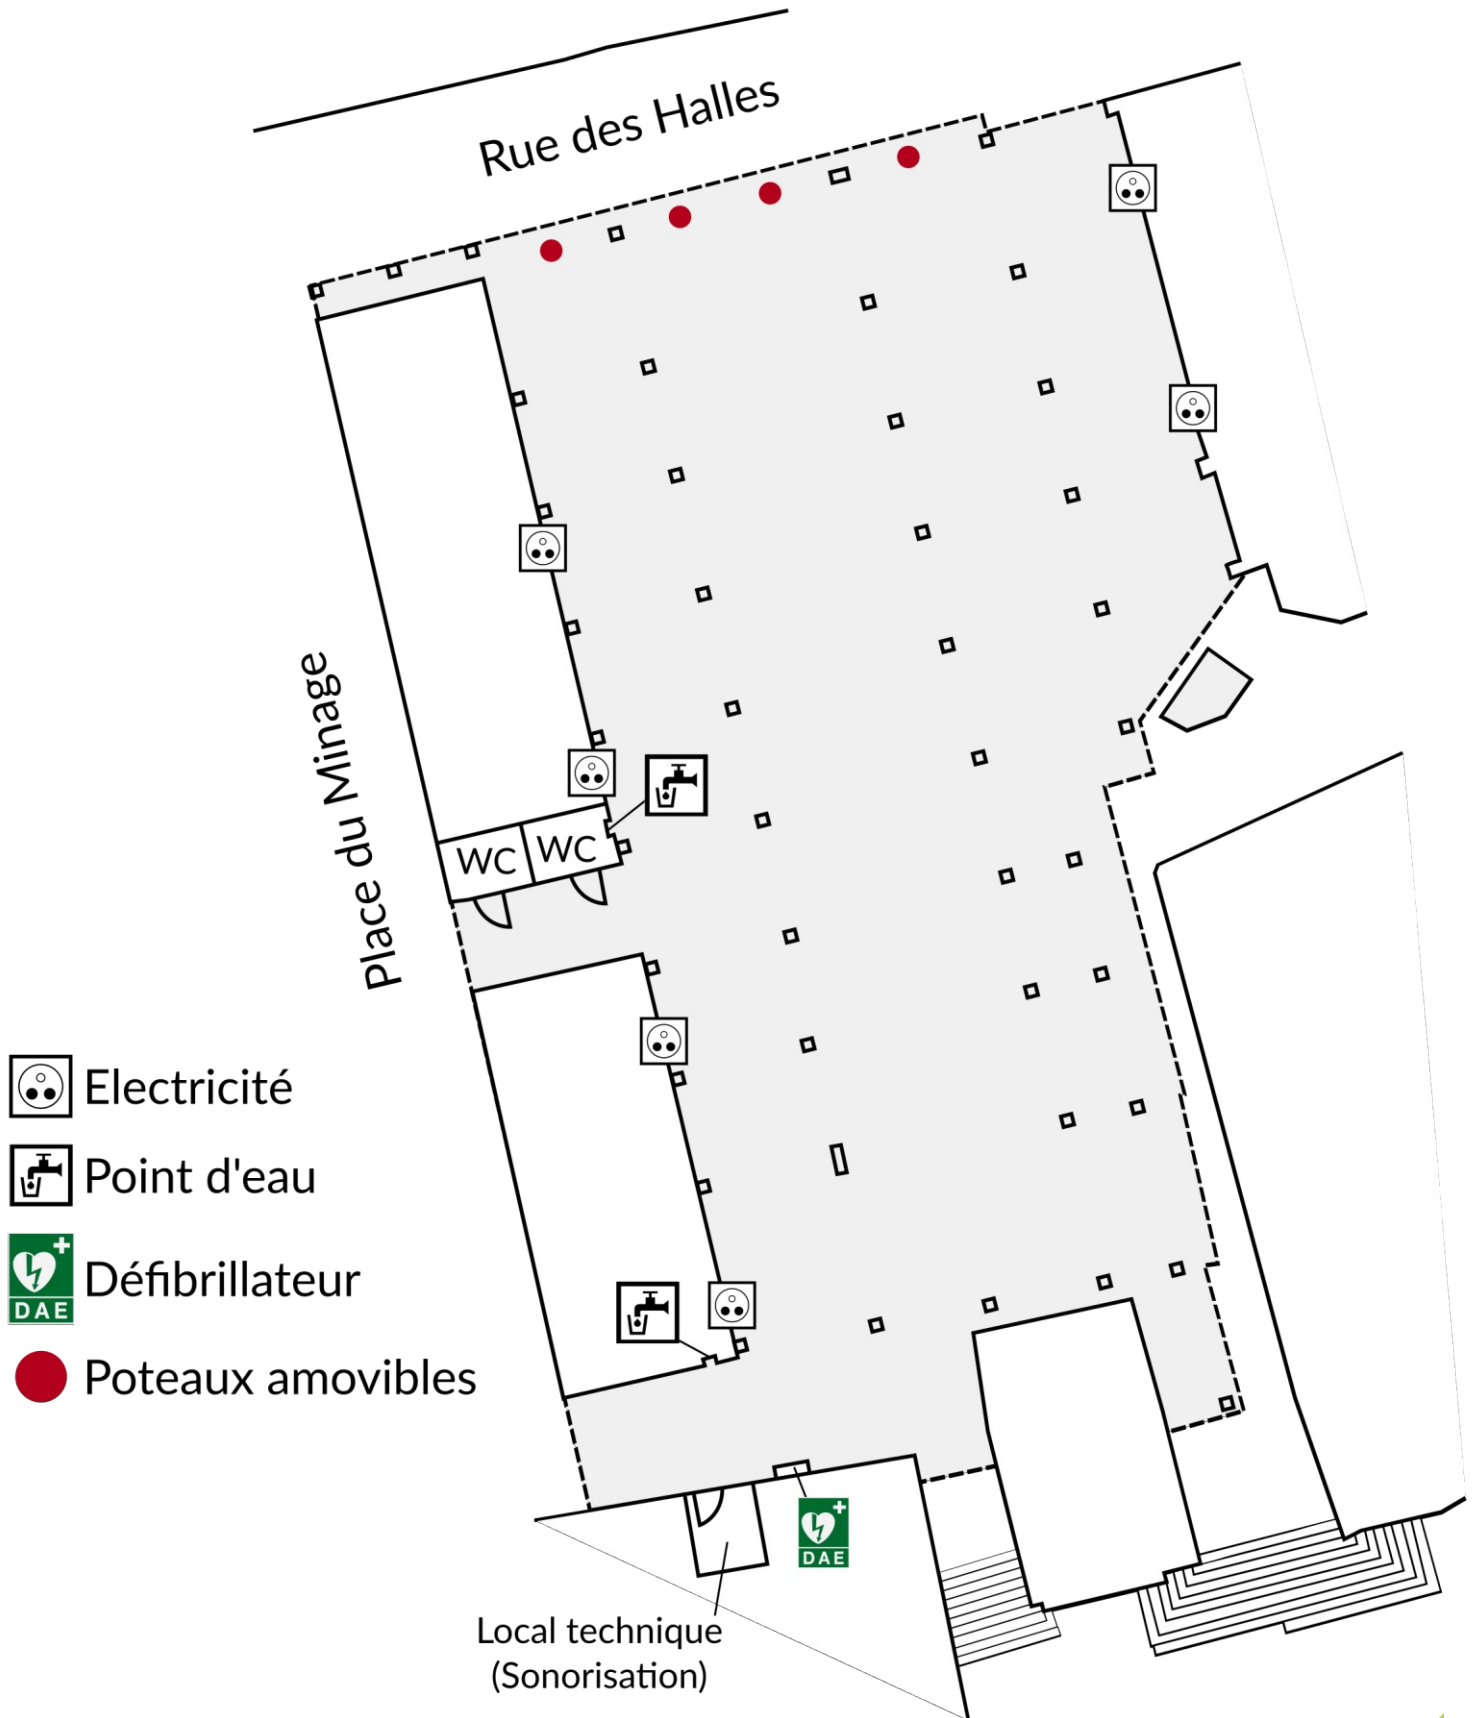 Rue des Halles
Place du Minage
WC
WC
Electricité
Point d'eau
DAE
Défibrillateur
Poteaux amovibles
DAE
Local technique
(Sonorisation)